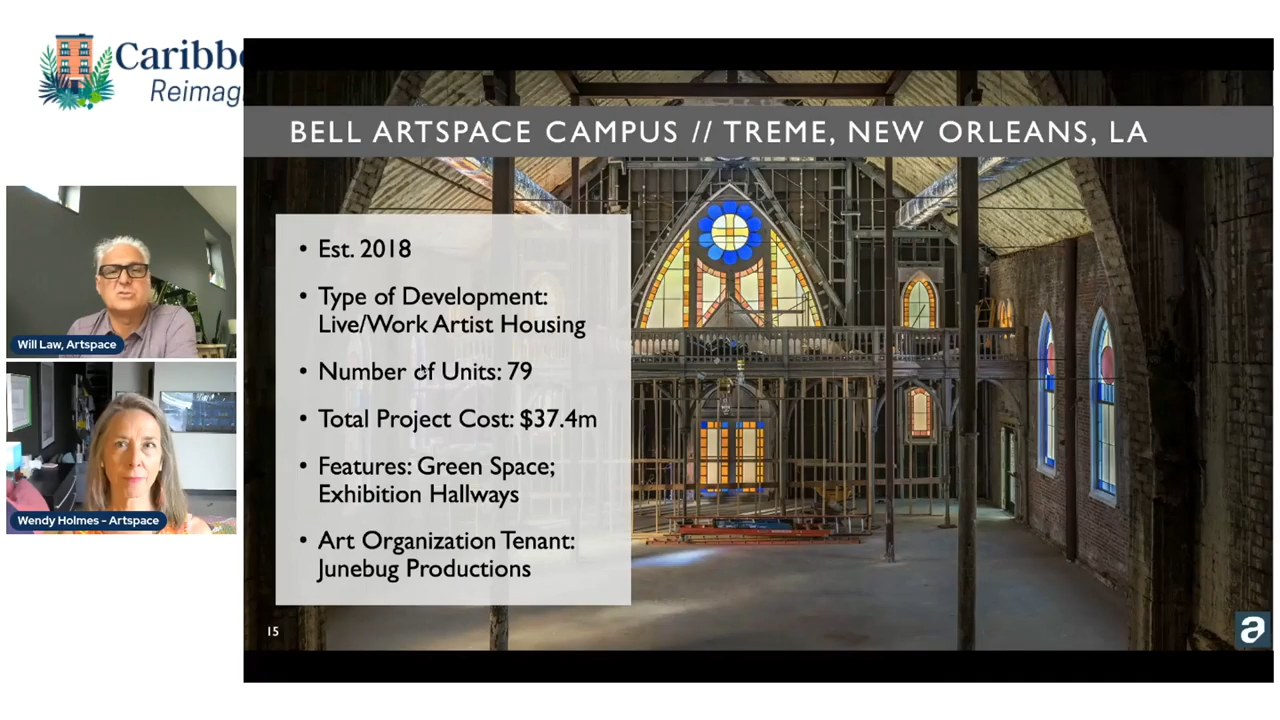 Caribbe
Reimag
BELL ARTSPACE CAMPUS // TREME, NEW ORLEANS, LA
• Est. 2018
• Type of Development:
Live/Work Artist Housing
• Number of Units: 79
• Total Project Cost: $37.4m
• Features: Green Space;
Exhibition Hallways
• Art Organization Tenant:
Junebug Productions
15
a
Will Law, Artspace
Wendy Holmes - Artspace